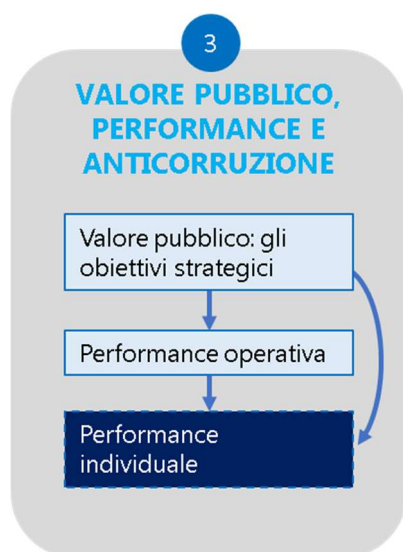 3
VALORE PUBBLICO,
PERFORMANCE E
ANTICORRUZIONE
Valore pubblico: gli
obiettivi strategici
Performance operativa
Performance
individuale